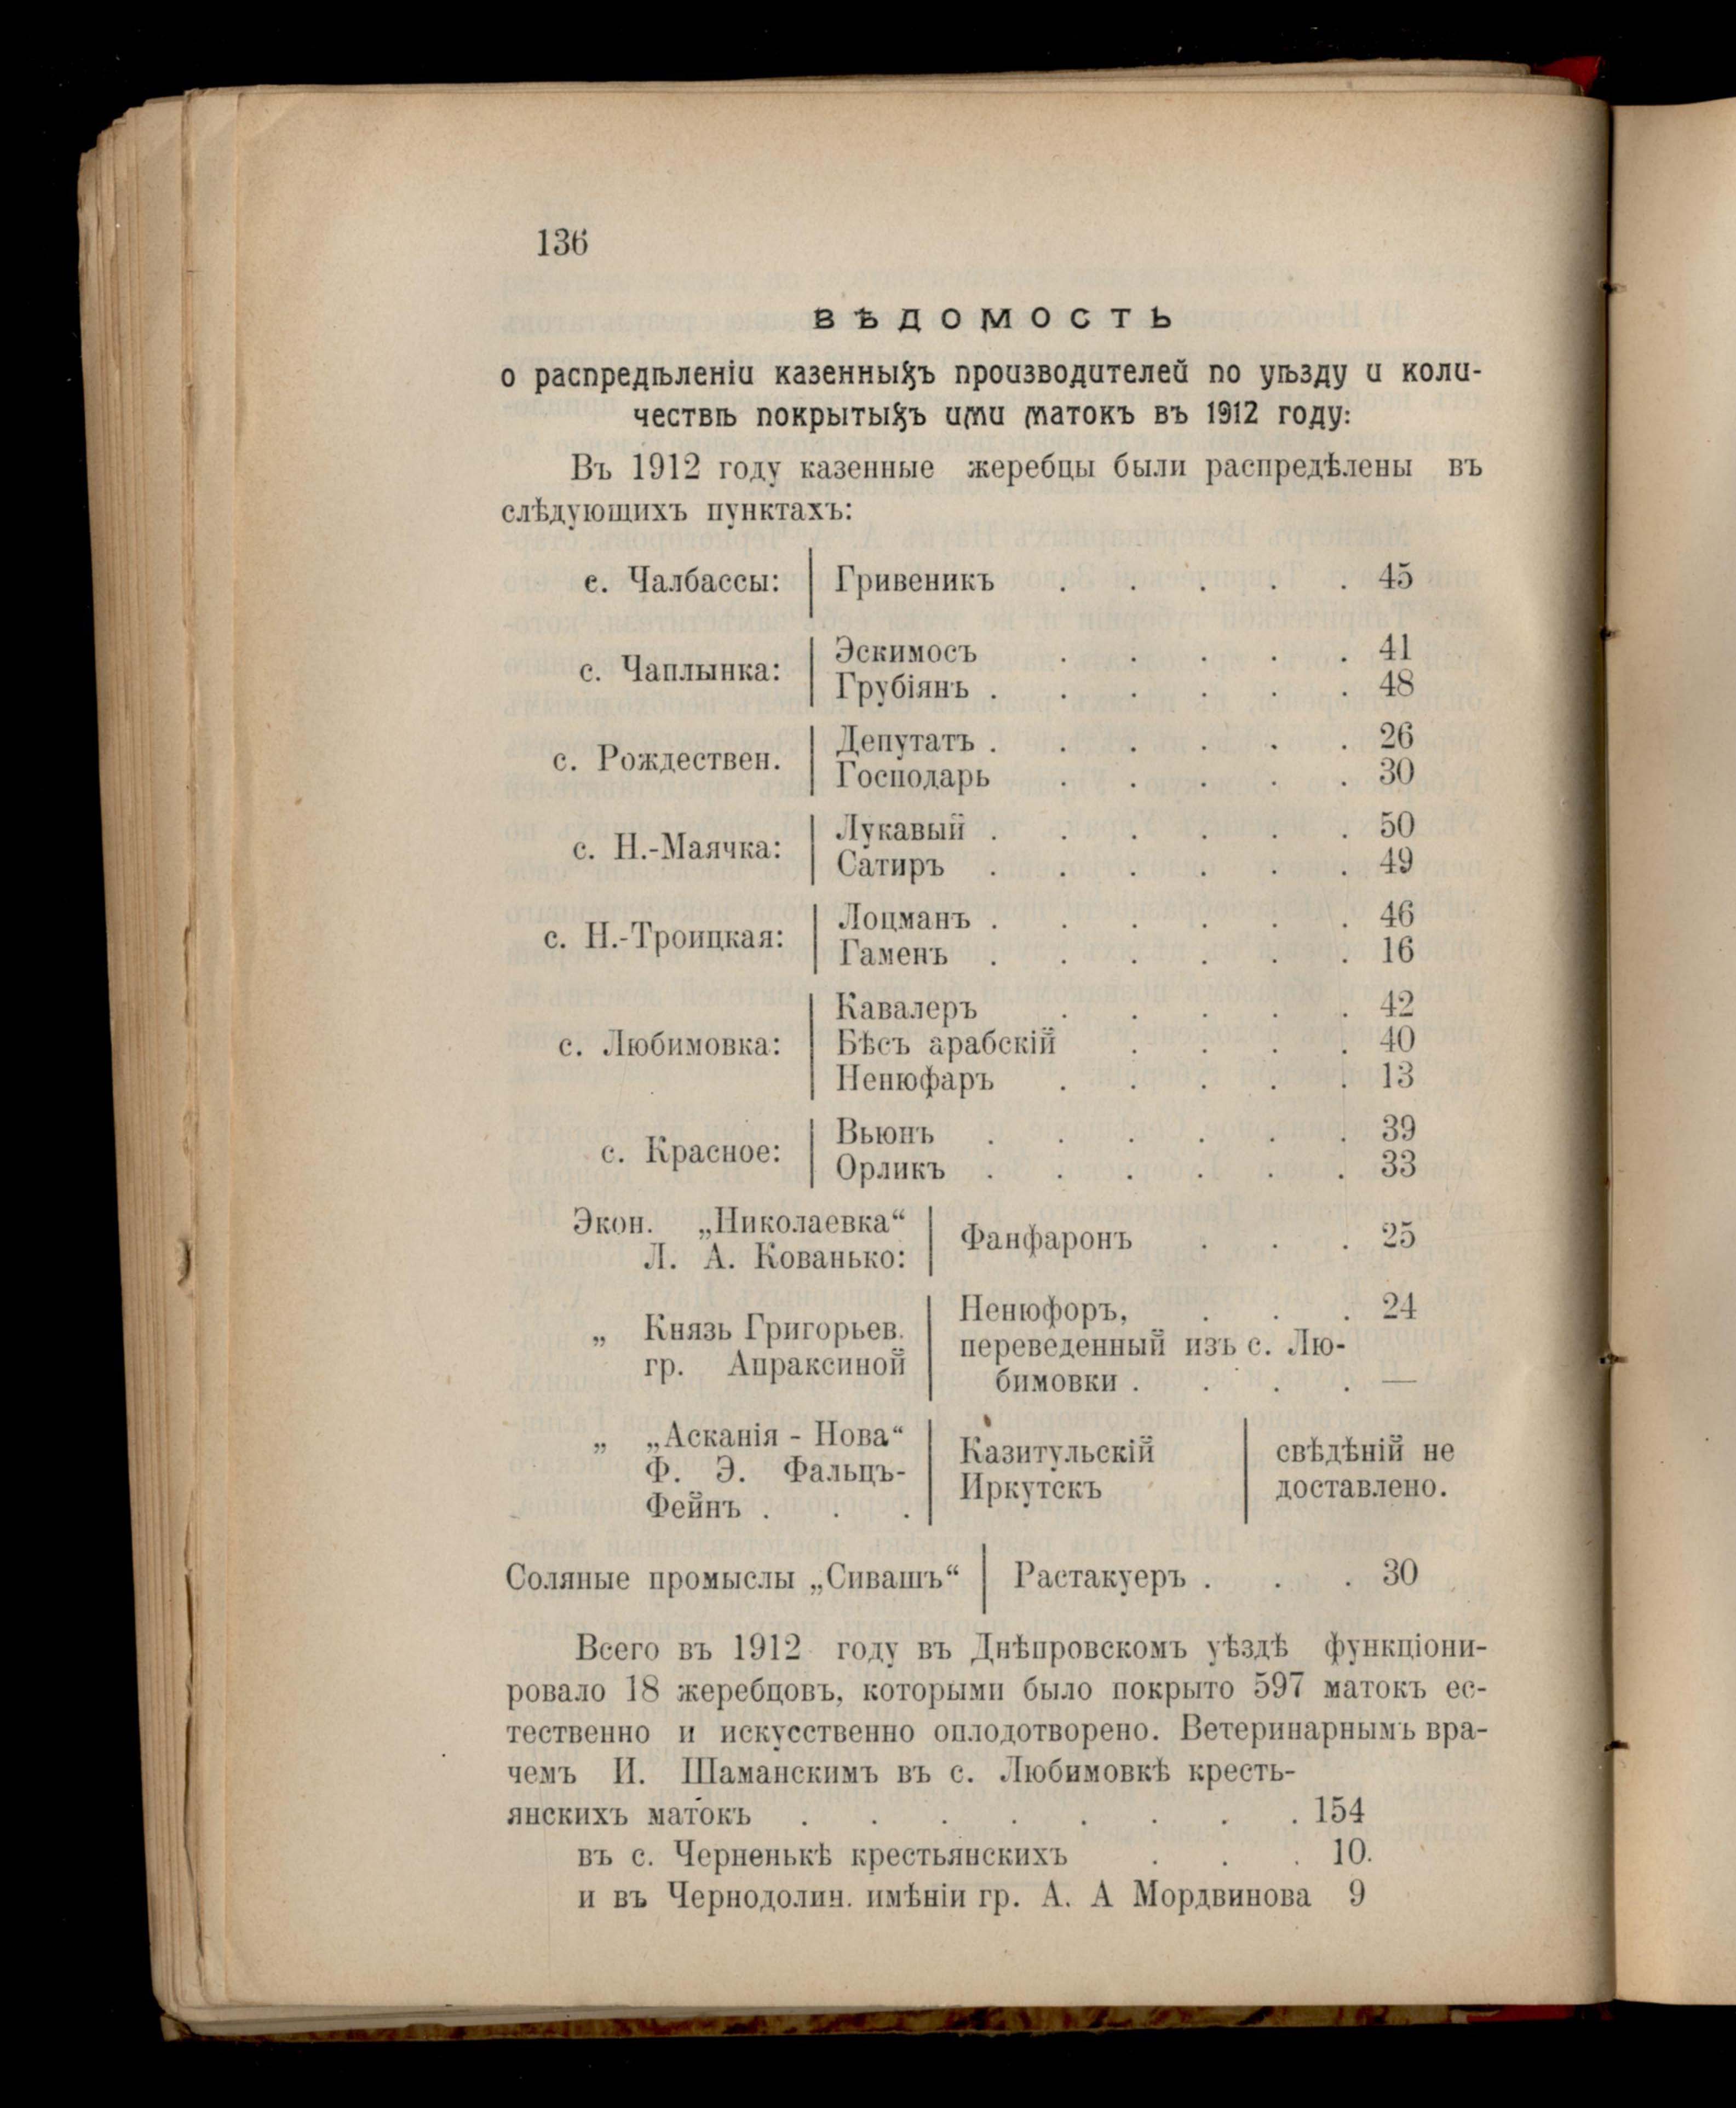 136
ВѢДОМОСТЬ
о распредѣленіи казенныхъ производителей по уѣзду и коли-
чествѣ покрытыхъ ими матокъ въ 1912 году:
Въ 1912 году казенные жеребцы были распредѣлены въ
слѣдующихъ пунктахъ:
с. Чалбассы: Гривеникъ . . . . . 45
с. Чаплынка: Эскимосъ . . . . . 41
Грубіянъ . . . . . . 48
с. Рождествен. Депутатъ . . . . . . 26
Господарь . . . . . 30
с. Н.-Маячка: Лукавый . . . . . . 50
Сатиръ . . . . . . 49
с. Н.-Троицкая: Лоцманъ . . . . . . 46
Гаменъ . . . . . . 16
с. Любимовка: Кавалеръ . . . . . 42
Бѣсъ арабскій . . . . 40
Ненюфаръ . . . . . 13
с. Красное: Вьюнъ . . . . . . 39
Орликъ . . . . . . 33
Экон. „Николаевка“
Л. А. Кованько: Фанфаронъ . . . 25
„ Князь Григорьев.
гр. Апраксиной
Ненюфоръ, . . . 24
переведенный изъ с. Лю-
бимовки . . . . —
„ „Асканія - Нова“
Ф. Э. Фальцъ-
Фейнъ . . .
Казитульскій
Иркутскъ
свѣдѣній не
доставлено.
Соляные промыслы „Сивашъ“ Растакуеръ . . . 30
Всего въ 1912 году въ Днѣпровскомъ уѣздѣ функціони-
ровало 18 жеребцовъ, которыми было покрыто 597 матокъ ес-
тественно и искусственно оплодотворено. Ветеринарнымъ вра-
чемъ И. Шаманскимъ въ с. Любимовкѣ кресть-
янскихъ матокъ . . . . . . . . 154
въ с. Черненькѣ крестьянскихъ . . . 10.
и въ Чернодолин. имѣніи гр. А. А Мордвинова 9